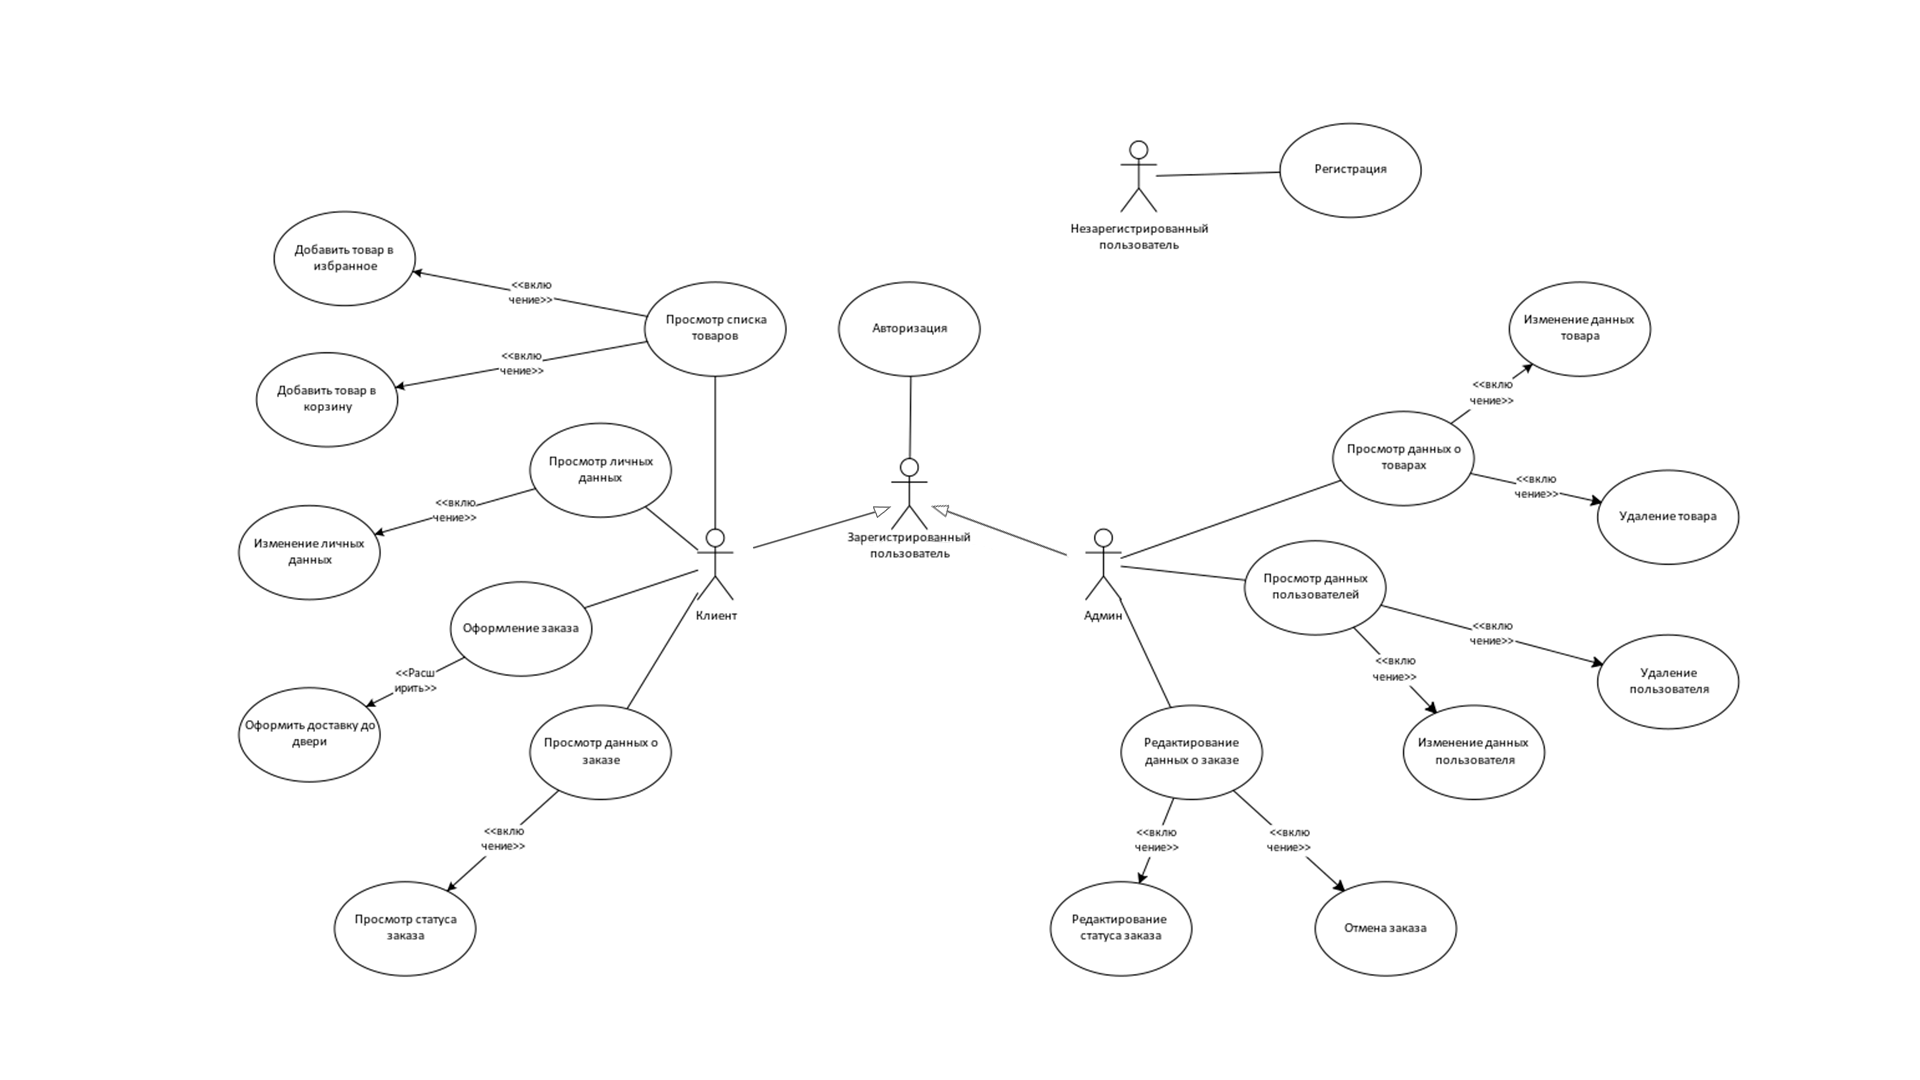 Регистрация
Незарегистрированный
пользователь
Добавить товар в
избранное
<<вклю
чение>>
Просмотр списка
товаров
Авторизация
Изменение данных
товара
<<вклю
чение>>
Добавить товар в
корзину
<<вклю
чение>>
Просмотр данных о
товарах
Просмотр личных
данных
<<вклю
чение>>
Удаление товара
<<вклю
чение>>
Изменение личных
данных
Зарегистрированный
пользователь
Просмотр данных
пользователей
Клиент
Админ
Оформление заказа
<<вклю
чение>>
<<вклю
чение>>
<<Расш
ирить>>
Удаление
пользователя
Оформить доставку до
двери
Просмотр данных о
заказе
Редактирование
данных о заказе
Изменение данных
пользователя
<<вклю
чение>>
<<вклю
чение>>
<<вклю
чение>>
Просмотр статуса
заказа
Редактирование
статуса заказа
Отмена заказа